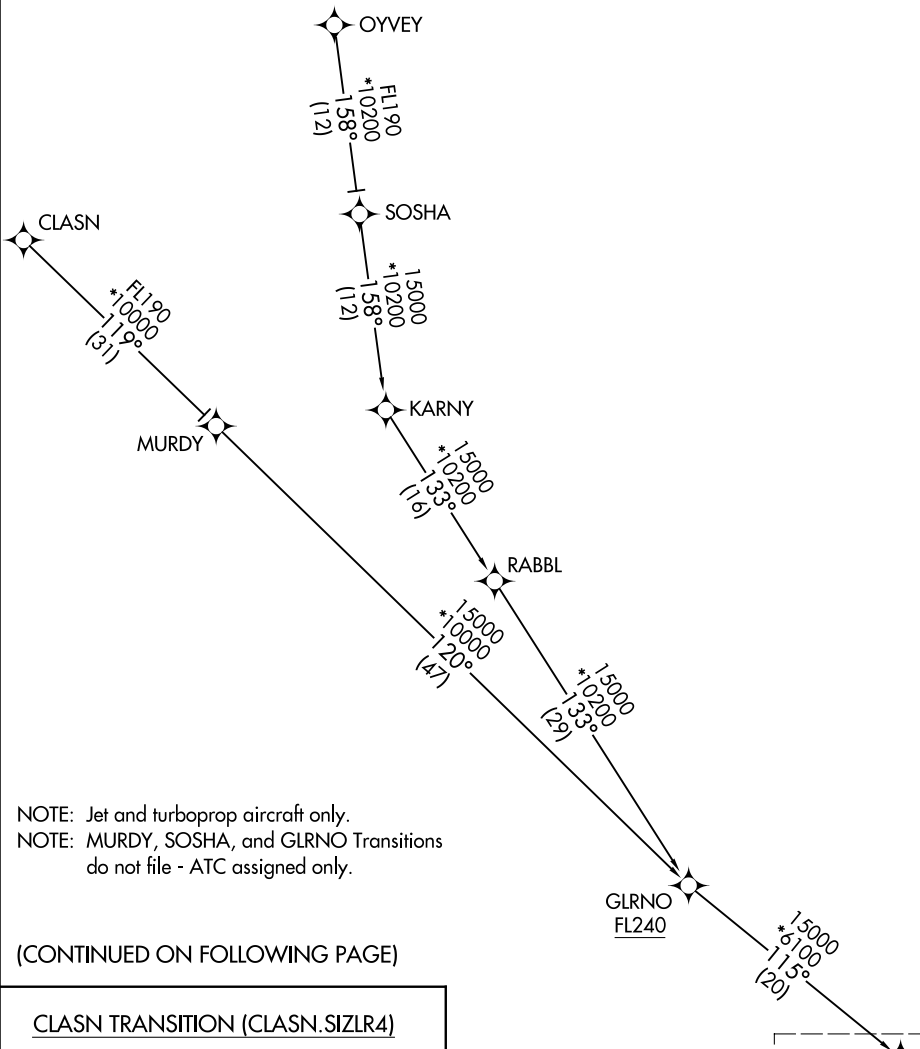 OYVEY
FL190
*10200
158°
(12)
SOSHA
CLASN
FL190
*10000
119°
(31)
15000
*10200
158°
(12)
KARNY
MURDY
15000
*10200
133°
(16)
RABBL
15000
*10000
120°
(47)
15000
*10200
133°
(29)
NOTE: Jet and turboprop aircraft only.
NOTE: MURDY, SOSHA, and GLRNO Transitions
do not file - ATC assigned only.
GLRNO
FL240
15000
*6100
115°
(20)
(CONTINUED ON FOLLOWING PAGE)
CLASN TRANSITION (CLASN.SIZLR4)